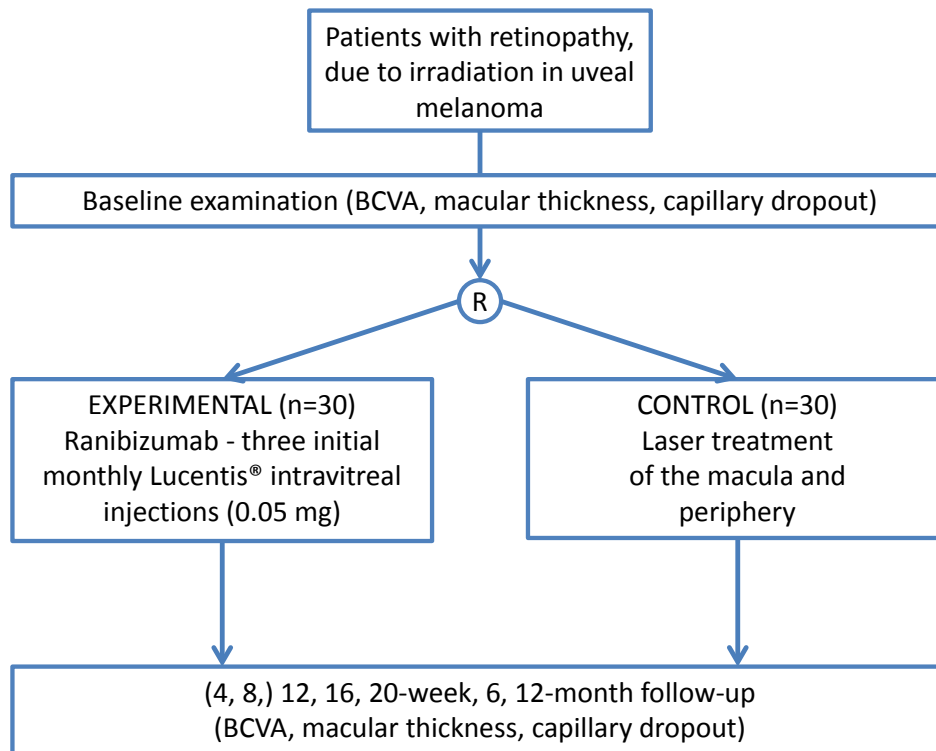 Patients with retinopathy,
due to irradiation in uveal
melanoma
Baseline examination (BCVA, macular thickness, capillary dropout)
R
EXPERIMENTAL (n=30)
Ranibizumab - three initial
monthly Lucentis® intravitreal
injections (0.05 mg)
CONTROL (n=30)
Laser treatment
of the macula and
periphery
(4, 8,) 12, 16, 20-week, 6, 12-month follow-up
(BCVA, macular thickness, capillary dropout)